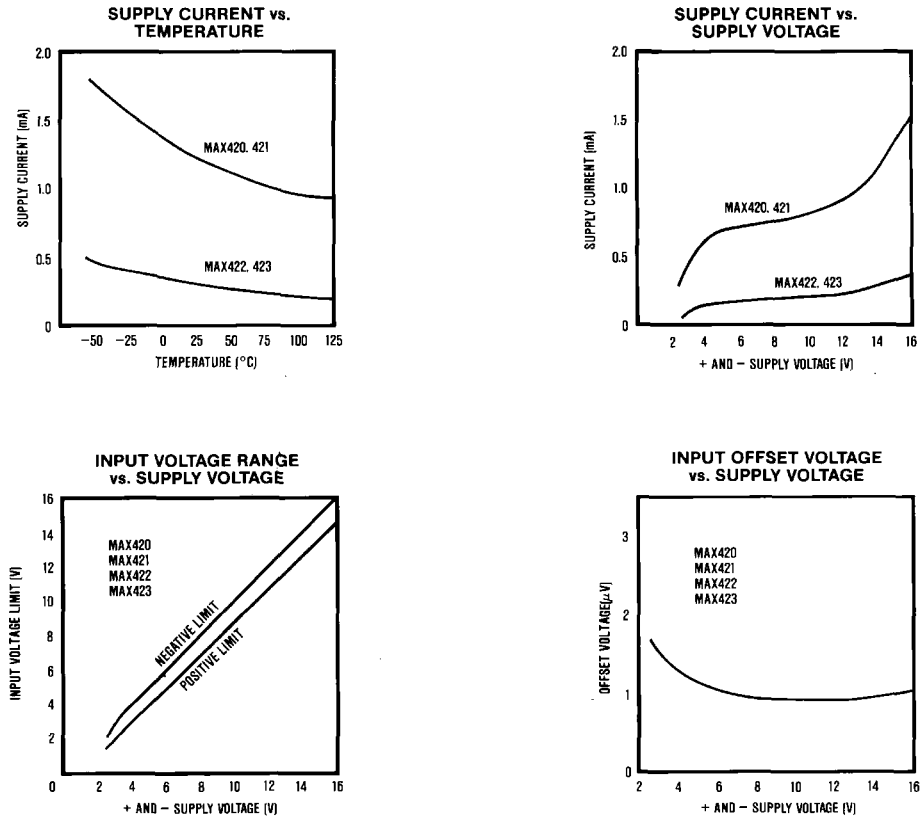 SUPPLY CURRENT vs.
TEMPERATURE
2.0
1.5
1.0
0.5
0
SUPPLY CURRENT (mA)
MAX420, 421
MAX422, 423
−50 −25 0 25 50 75 100 125
TEMPERATURE (°C)
SUPPLY CURRENT vs.
SUPPLY VOLTAGE
2.0
1.5
1.0
0.5
0
SUPPLY CURRENT (mA)
MAX420, 421
MAX422, 423
2 4 6 8 10 12 14 16
+ AND − SUPPLY VOLTAGE (V)
INPUT VOLTAGE RANGE
vs. SUPPLY VOLTAGE
16
14
12
10
8
6
4
2
0
INPUT VOLTAGE LIMIT (V)
MAX420
MAX421
MAX422
MAX423
NEGATIVE LIMIT
POSITIVE LIMIT
2 4 6 8 10 12 14 16
+ AND − SUPPLY VOLTAGE (V)
INPUT OFFSET VOLTAGE
vs. SUPPLY VOLTAGE
3
2
1
0
OFFSET VOLTAGE(μV)
MAX420
MAX421
MAX422
MAX423
2 4 6 8 10 12 14 16
+ AND − SUPPLY VOLTAGE (V)